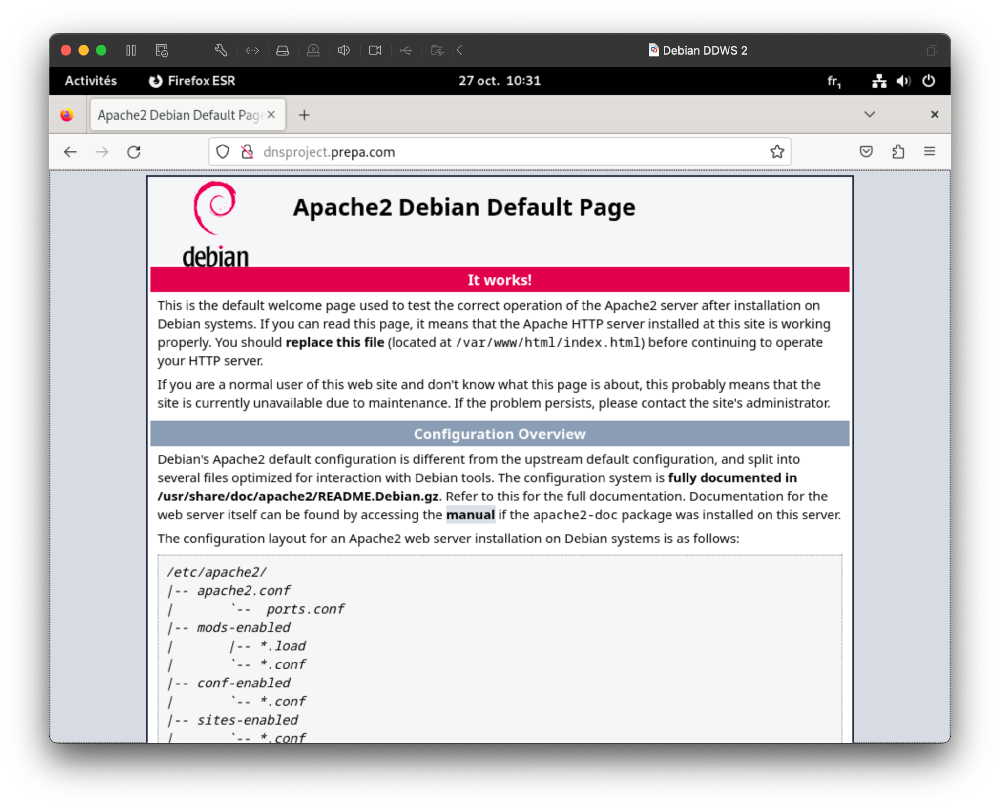 Debian DDWS 2
Activités Firefox ESR 27 oct. 10:31 fr₁
Apache2 Debian Default Page
dnsproject.prepa.com
debian
Apache2 Debian Default Page
It works!
This is the default welcome page used to test the correct operation of the Apache2 server after installation on
Debian systems. If you can read this page, it means that the Apache HTTP server installed at this site is working
properly. You should replace this file (located at /var/www/html/index.html) before continuing to operate
your HTTP server.
If you are a normal user of this web site and don't know what this page is about, this probably means that the
site is currently unavailable due to maintenance. If the problem persists, please contact the site's administrator.
Configuration Overview
Debian's Apache2 default configuration is different from the upstream default configuration, and split into
several files optimized for interaction with Debian tools. The configuration system is fully documented in
/usr/share/doc/apache2/README.Debian.gz. Refer to this for the full documentation. Documentation for the
web server itself can be found by accessing the manual if the apache2-doc package was installed on this server.
The configuration layout for an Apache2 web server installation on Debian systems is as follows:
/etc/apache2/
|-- apache2.conf
|       `--  ports.conf
|-- mods-enabled
|       |-- *.load
|       `-- *.conf
|-- conf-enabled
|       `-- *.conf
|-- sites-enabled
|       `-- *.conf